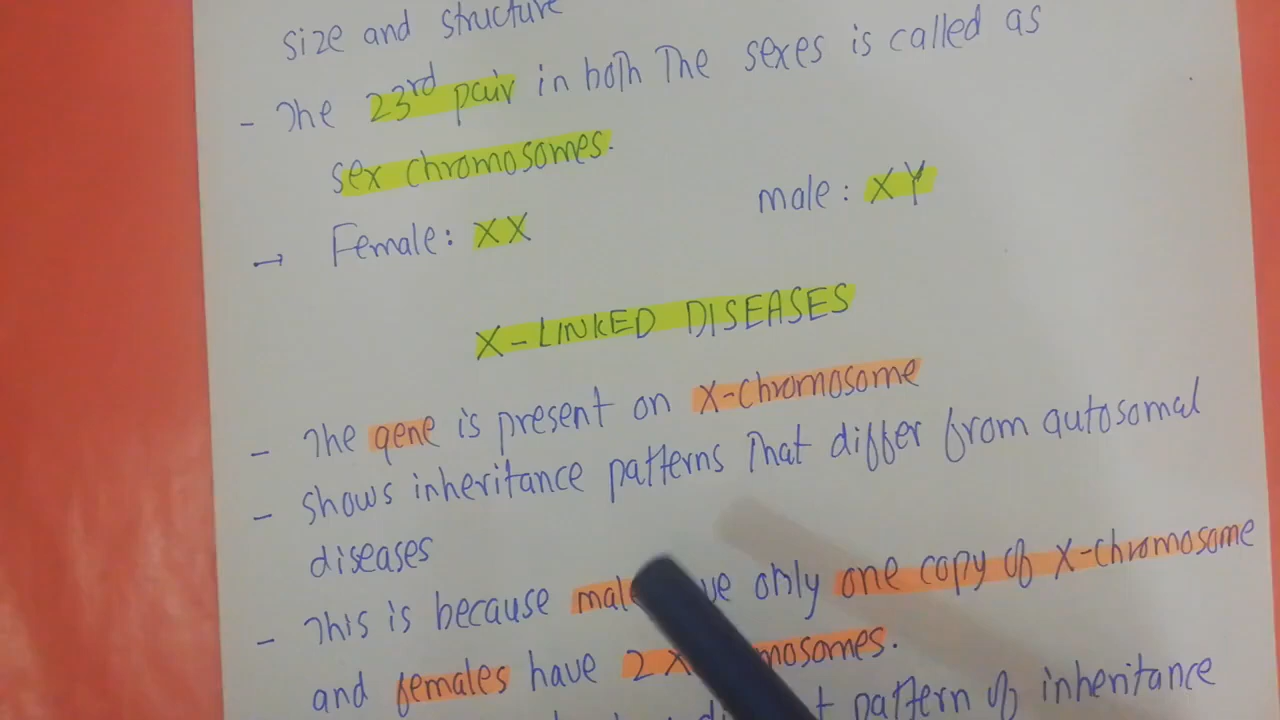 size and structure
- The 23rd pair in both The sexes is called as
sex chromosomes.
→ Female: XX male: XY
X-LINKED DISEASES
- The gene is present on X-chromosome
- shows inheritance patterns That differ from autosomal
diseases
- This is because only one copy of X-chromosome
and females have 2
pattern of inheritance